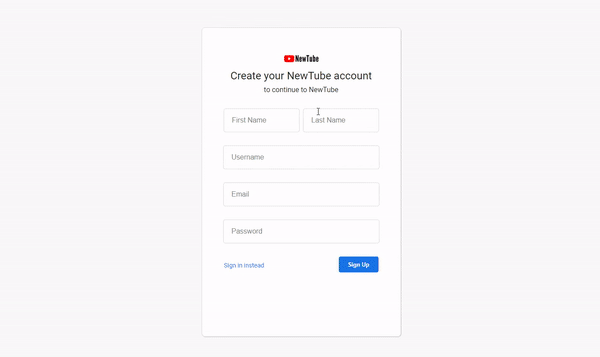 NewTube
Create your NewTube account
to continue to NewTube
First Name Last Name
Username
Email
Password
Sign in instead Sign Up